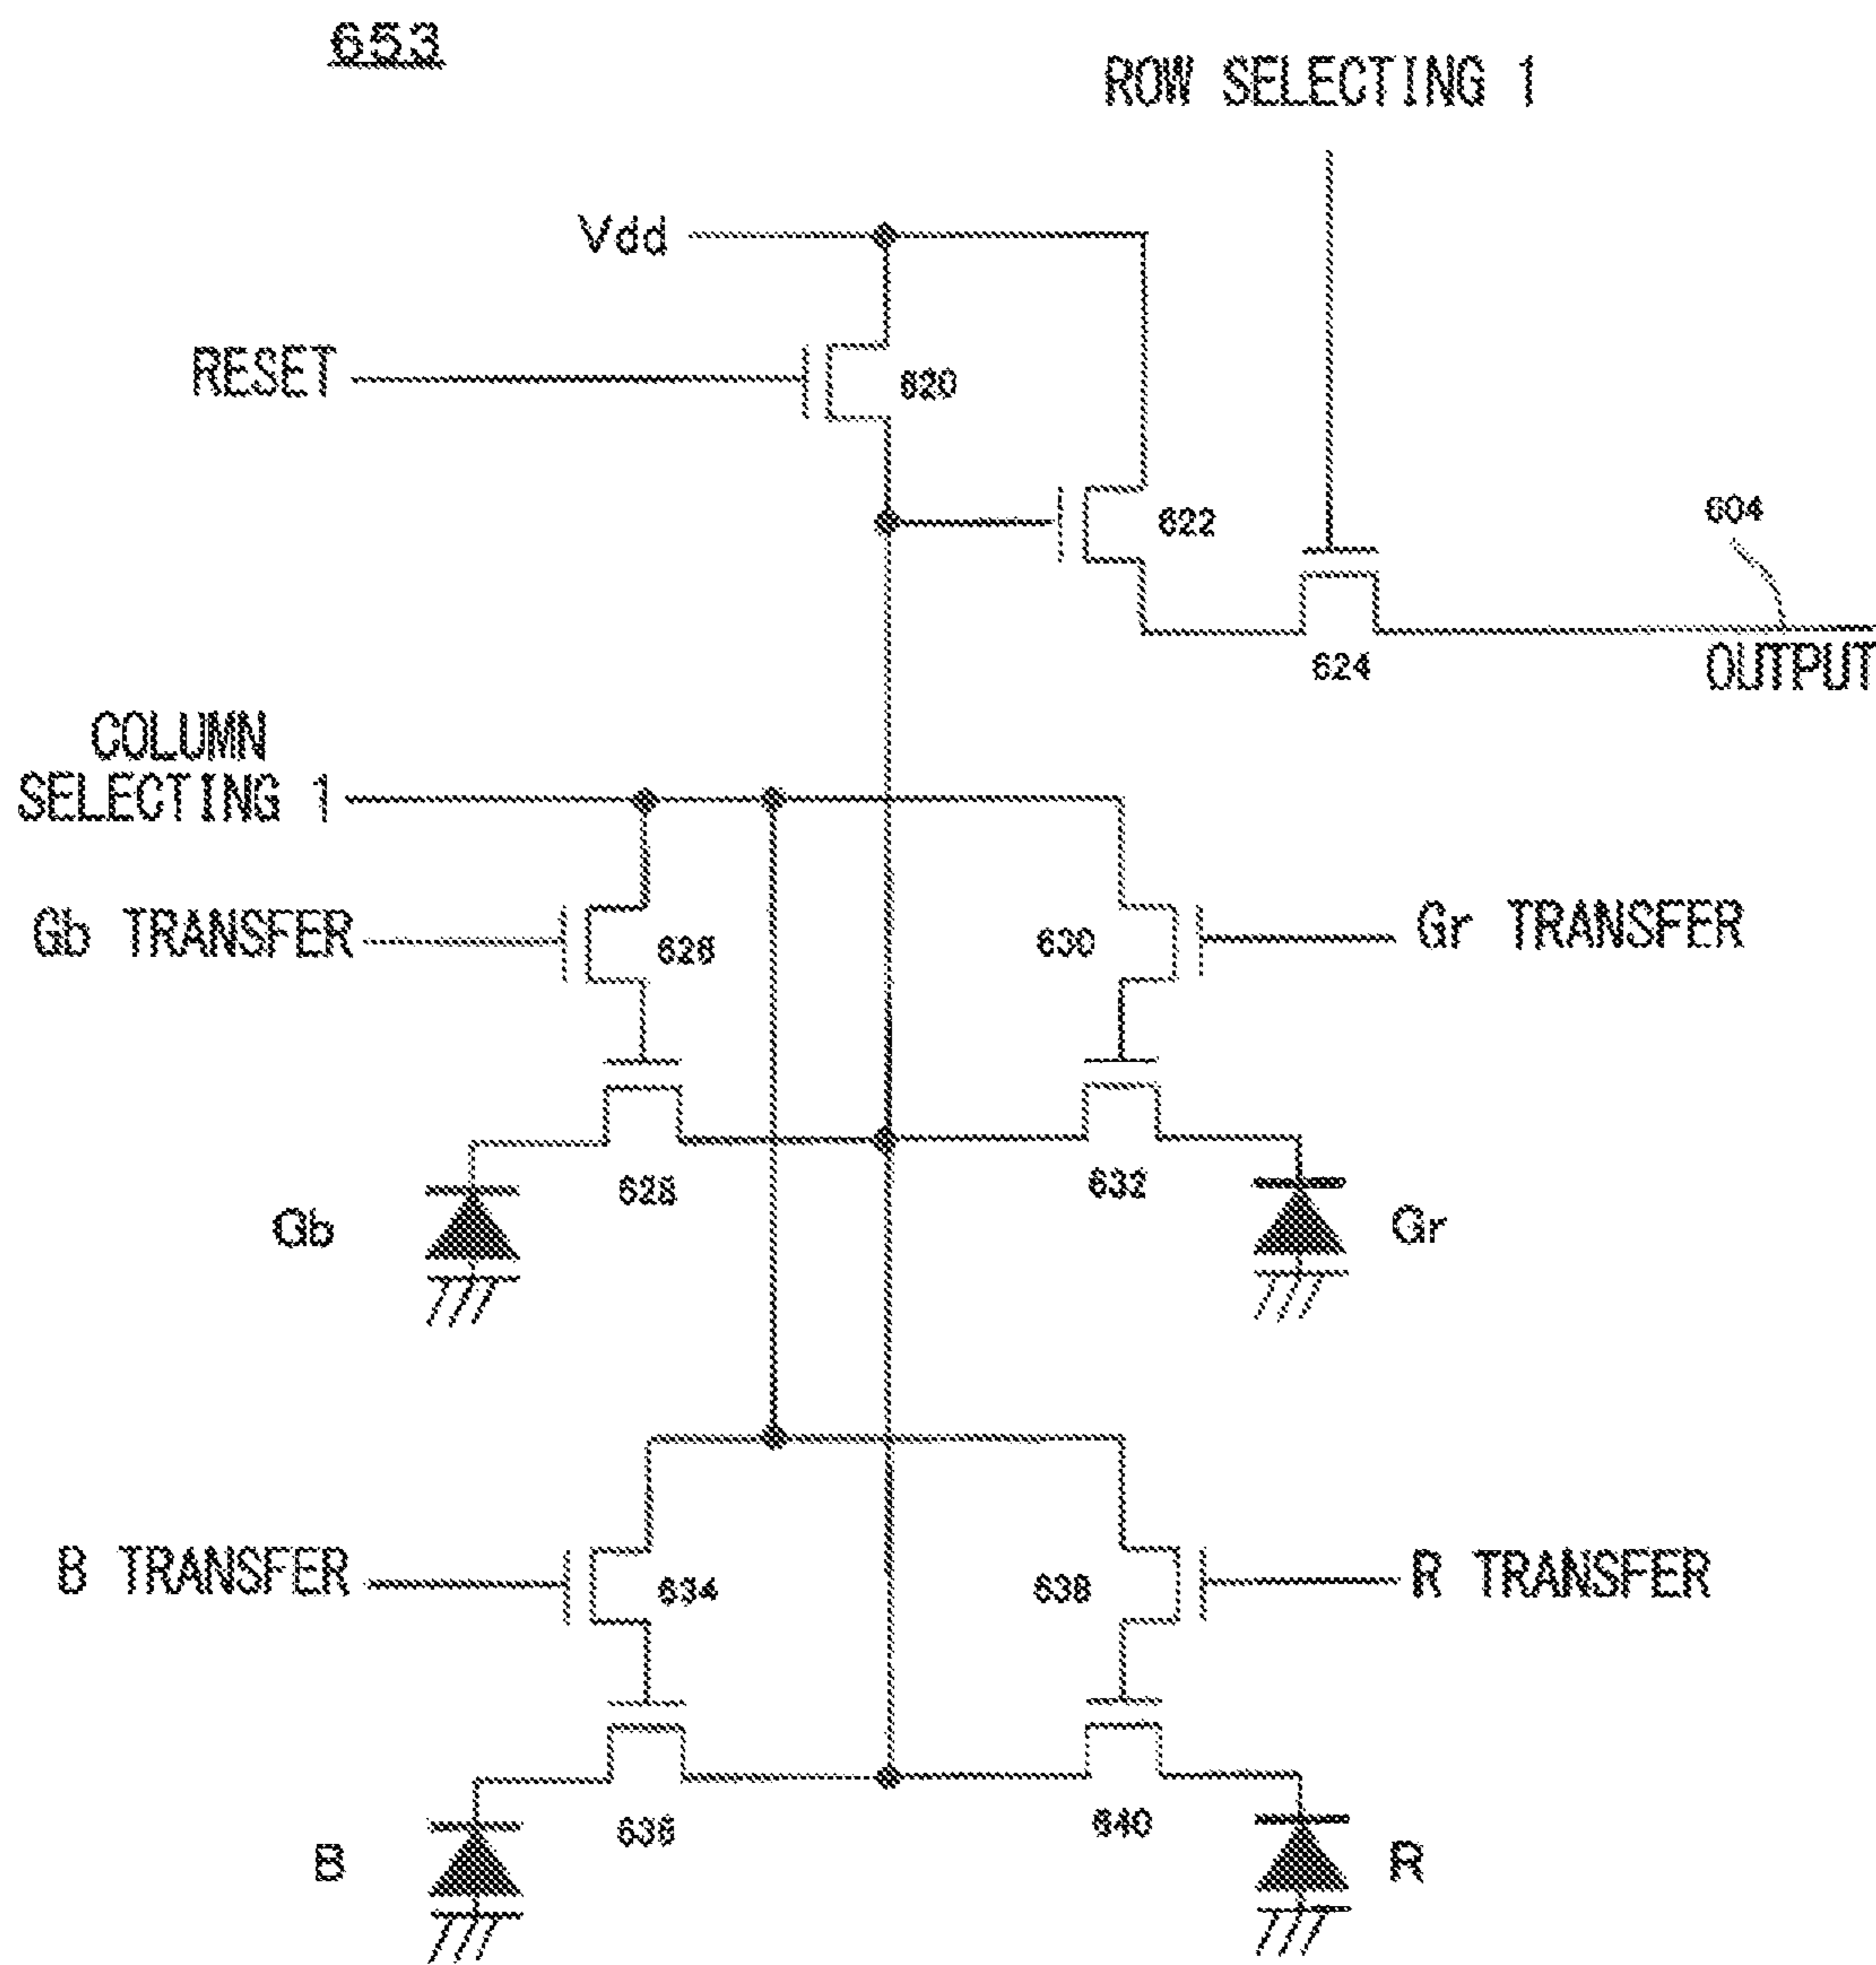 653
ROW SELECTING 1
Vdd
RESET
620
622
604
624
OUTPUT
COLUMN
SELECTING 1
Gb TRANSFER
626
630
Gr TRANSFER
628
632
Gb
Gr
B TRANSFER
634
638
R TRANSFER
636
640
B
R